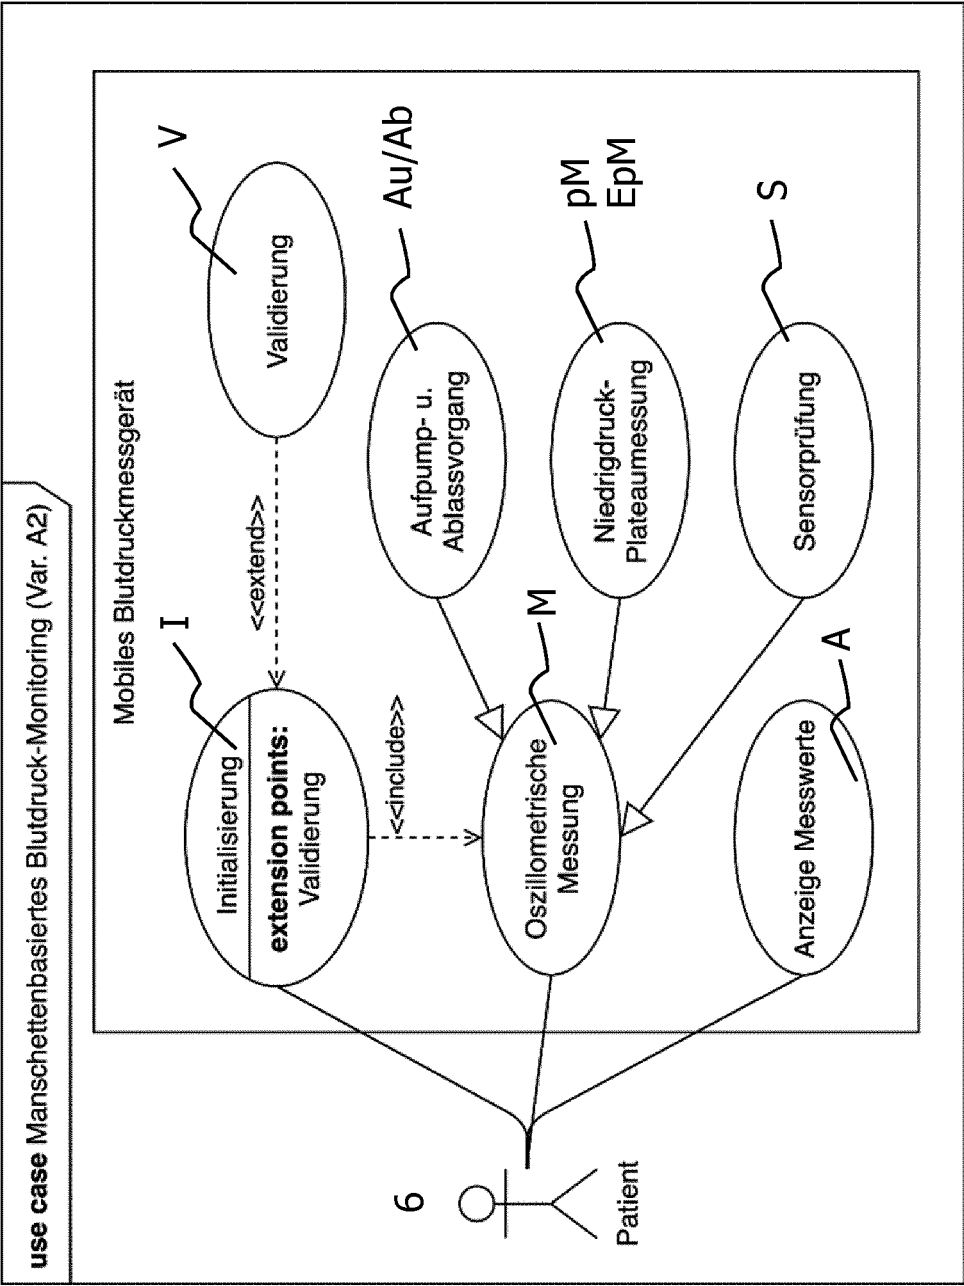 use case Manschettenbasiertes Blutdruck-Monitoring (Var. A2)
Mobiles Blutdruckmessgerät
I
V
Initialisierung
extension points:
Validierung
<<extend>>
Validierung
<<include>>
Au/Ab
Aufpump- u.
Ablassvorgang
6
Patient
M
Oszillometrische
Messung
pM
EpM
Niedrigdruck-
Plateaumessung
S
Sensorprüfung
A
Anzeige Messwerte